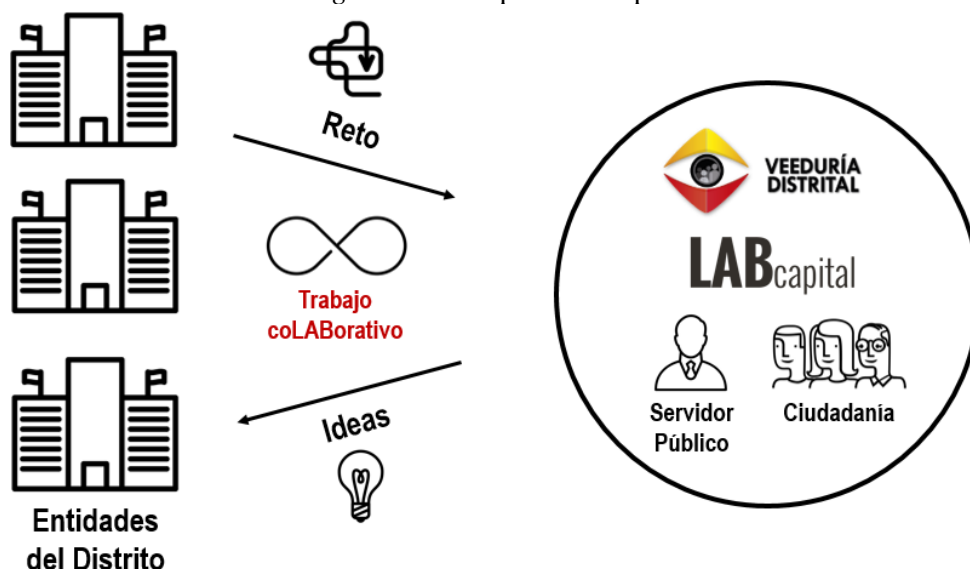 Reto
VEEDURÍA
DISTRITAL
LABcapital
Trabajo
coLABorativo
Servidor
Público
Ciudadanía
Ideas
Entidades
del Distrito